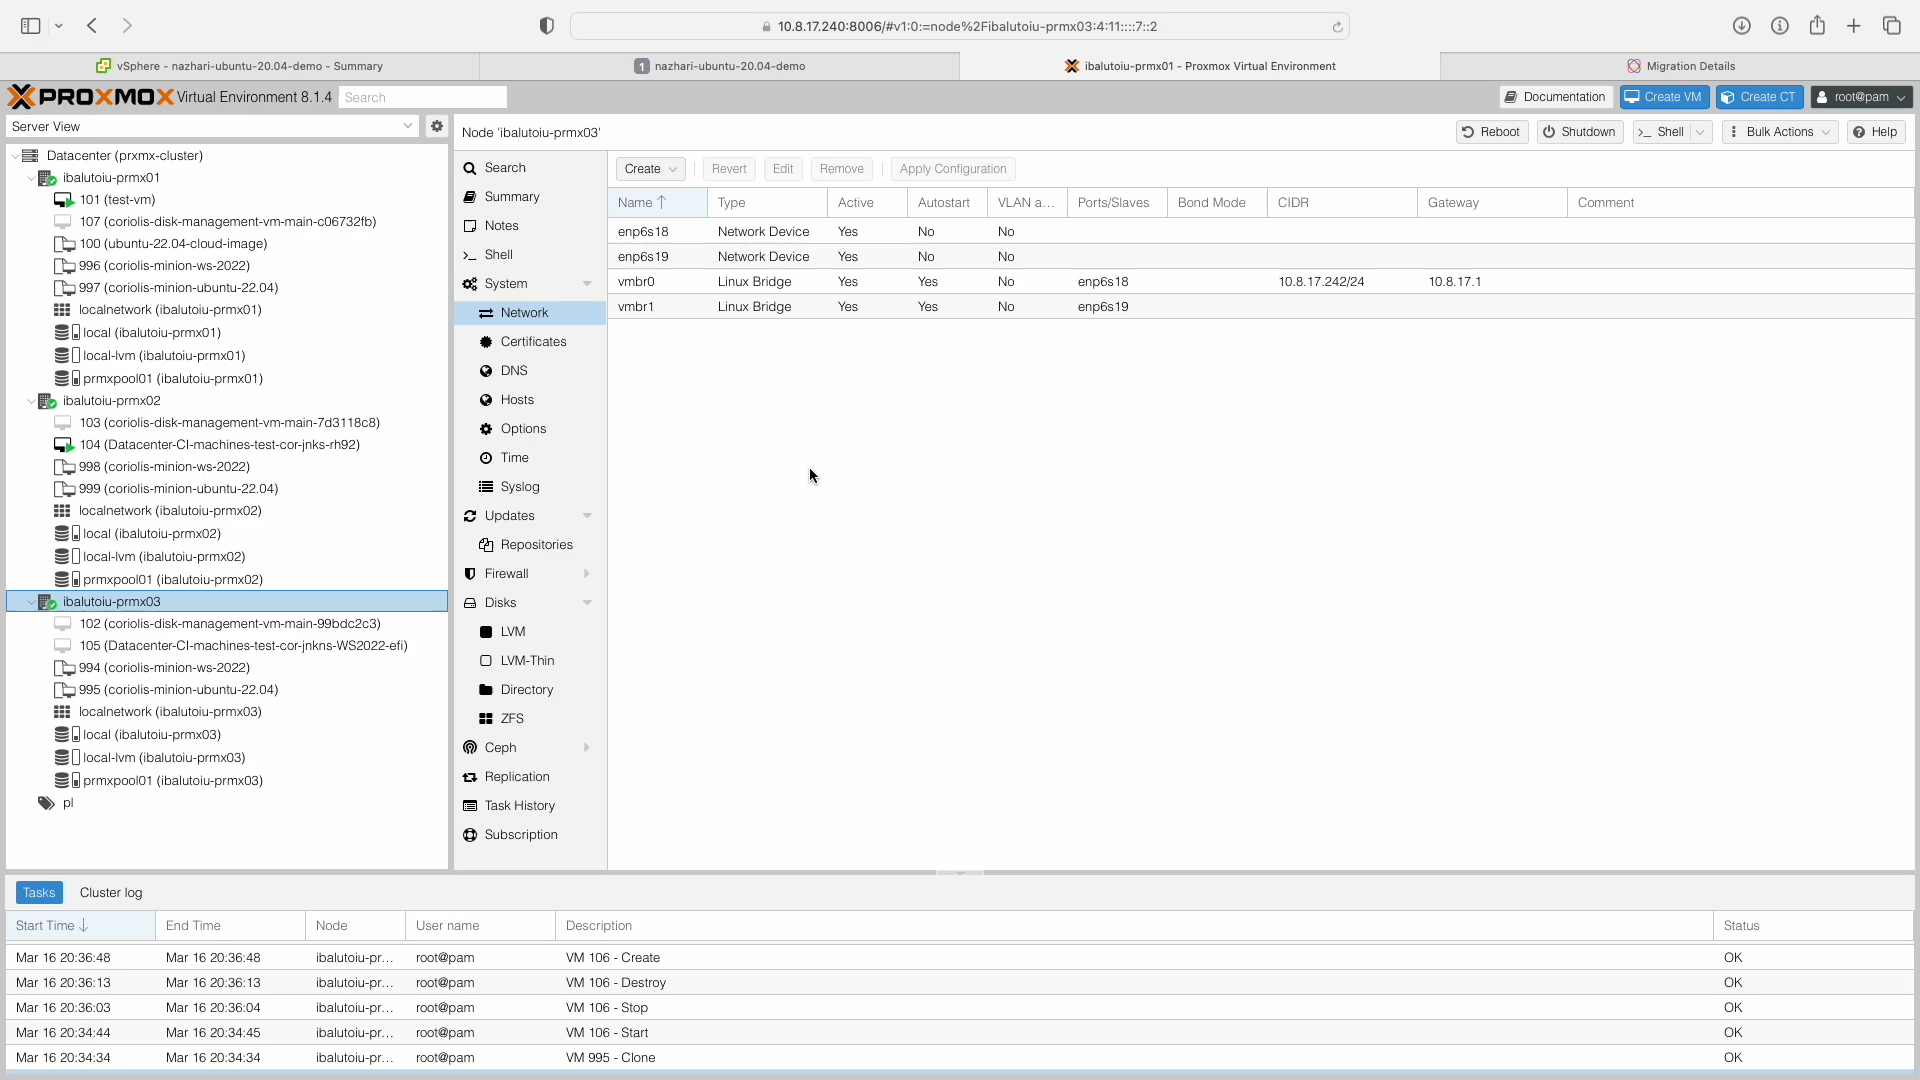 10.8.17.240:8006/#v1:0:=node%2Fibalutoiu-prmx03:4:11::::7::2
vSphere - nazhari-ubuntu-20.04-demo - Summary
1 nazhari-ubuntu-20.04-demo
ibalutoiu-prmx01 - Proxmox Virtual Environment
Migration Details
PROXMOX Virtual Environment 8.1.4 Search
Documentation Create VM Create CT root@pam
Server View
Node 'ibalutoiu-prmx03'
Reboot Shutdown >_ Shell Bulk Actions Help
Datacenter (prxmx-cluster)
ibalutoiu-prmx01
101 (test-vm)
107 (coriolis-disk-management-vm-main-c06732fb)
100 (ubuntu-22.04-cloud-image)
996 (coriolis-minion-ws-2022)
997 (coriolis-minion-ubuntu-22.04)
localnetwork (ibalutoiu-prmx01)
local (ibalutoiu-prmx01)
local-lvm (ibalutoiu-prmx01)
prmxpool01 (ibalutoiu-prmx01)
ibalutoiu-prmx02
103 (coriolis-disk-management-vm-main-7d3118c8)
104 (Datacenter-CI-machines-test-cor-jnks-rh92)
998 (coriolis-minion-ws-2022)
999 (coriolis-minion-ubuntu-22.04)
localnetwork (ibalutoiu-prmx02)
local (ibalutoiu-prmx02)
local-lvm (ibalutoiu-prmx02)
prmxpool01 (ibalutoiu-prmx02)
ibalutoiu-prmx03
102 (coriolis-disk-management-vm-main-99bdc2c3)
105 (Datacenter-CI-machines-test-cor-jnkns-WS2022-efi)
994 (coriolis-minion-ws-2022)
995 (coriolis-minion-ubuntu-22.04)
localnetwork (ibalutoiu-prmx03)
local (ibalutoiu-prmx03)
local-lvm (ibalutoiu-prmx03)
prmxpool01 (ibalutoiu-prmx03)
pl
Search
Summary
Notes
>_ Shell
System
Network
Certificates
DNS
Hosts
Options
Time
Syslog
Updates
Repositories
Firewall
Disks
LVM
LVM-Thin
Directory
ZFS
Ceph
Replication
Task History
Subscription
Create Revert Edit Remove Apply Configuration
Name Type Active Autostart VLAN a... Ports/Slaves Bond Mode CIDR Gateway Comment
enp6s18 Network Device Yes No No
enp6s19 Network Device Yes No No
vmbr0 Linux Bridge Yes Yes No enp6s18 10.8.17.242/24 10.8.17.1
vmbr1 Linux Bridge Yes Yes No enp6s19
Tasks Cluster log
Start Time End Time Node User name Description Status
Mar 16 20:36:48 Mar 16 20:36:48 ibalutoiu-pr... root@pam VM 106 - Create OK
Mar 16 20:36:13 Mar 16 20:36:13 ibalutoiu-pr... root@pam VM 106 - Destroy OK
Mar 16 20:36:03 Mar 16 20:36:04 ibalutoiu-pr... root@pam VM 106 - Stop OK
Mar 16 20:34:44 Mar 16 20:34:45 ibalutoiu-pr... root@pam VM 106 - Start OK
Mar 16 20:34:34 Mar 16 20:34:34 ibalutoiu-pr... root@pam VM 995 - Clone OK